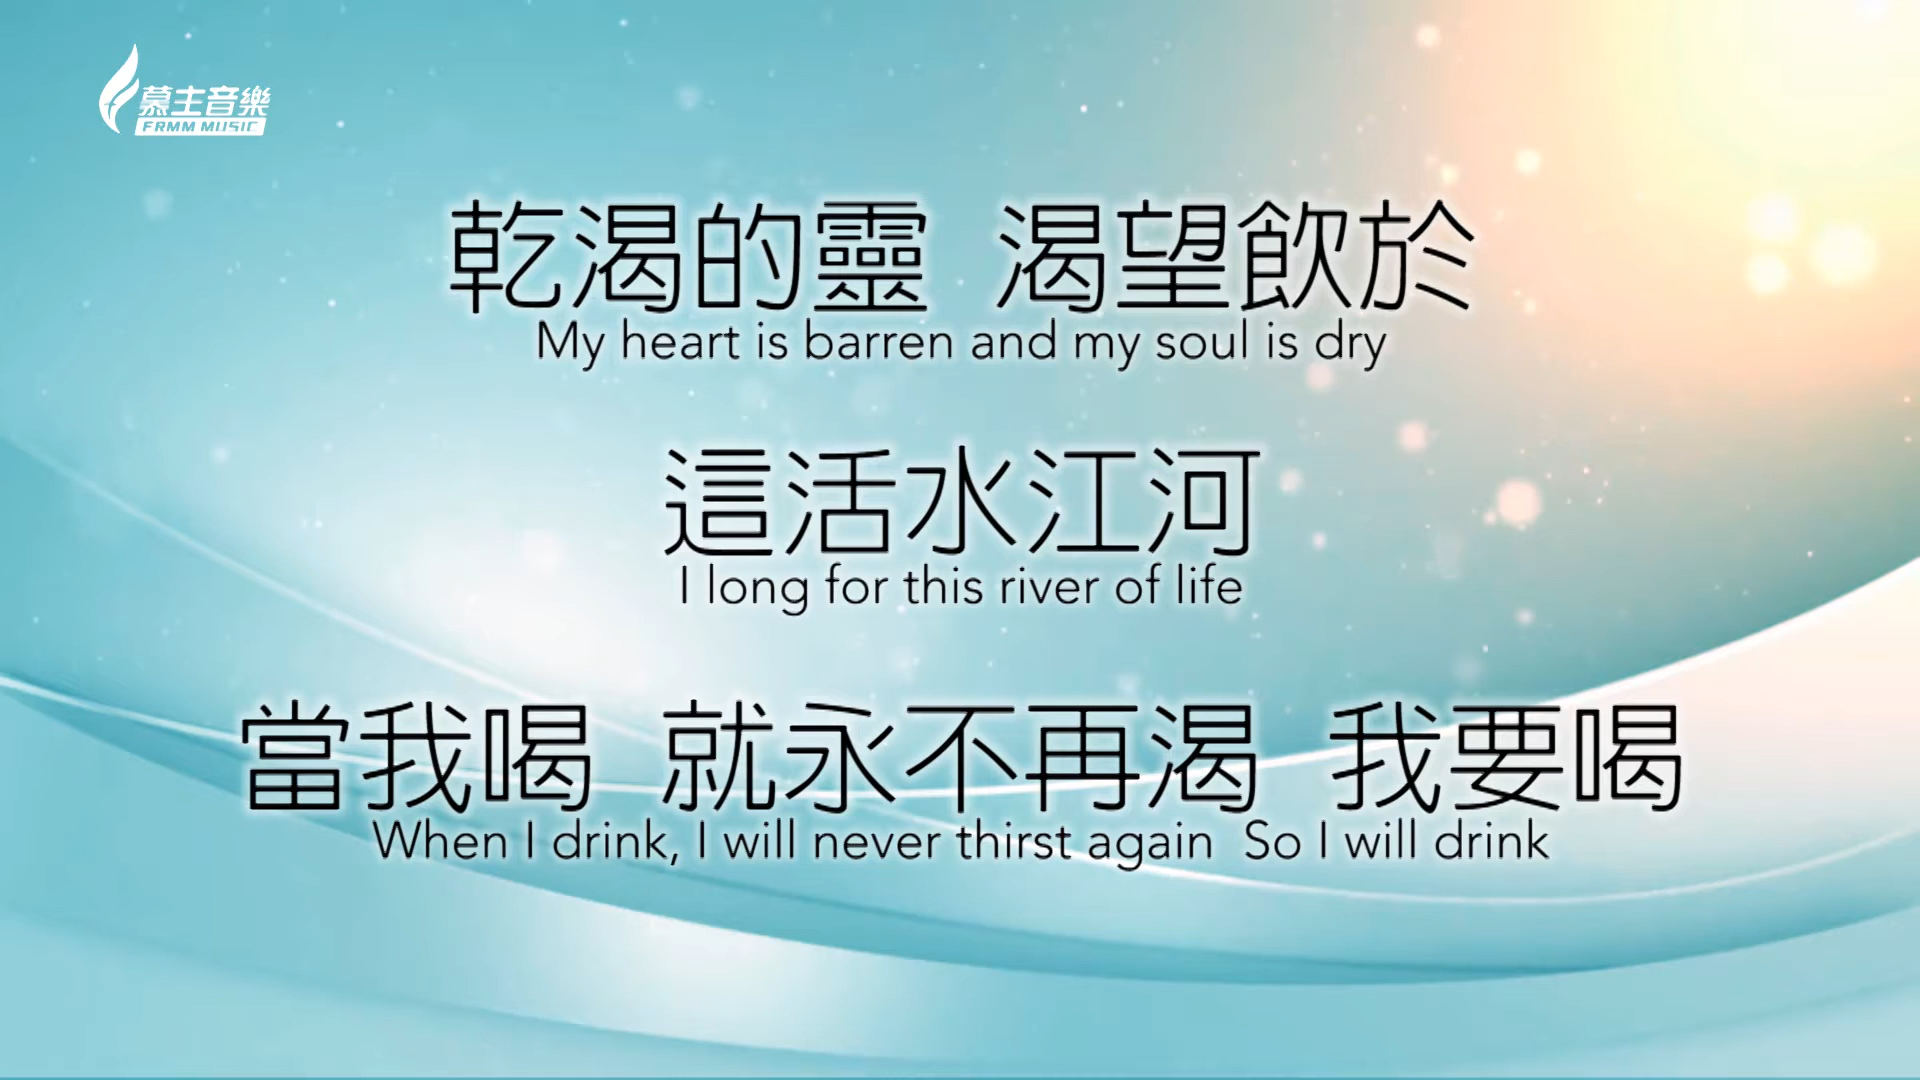 慕主音樂
FRMM MUSIC
乾渴的靈 渴望飲於
My heart is barren and my soul is dry
這活水江河
I long for this river of life
當我喝 就永不再渴 我要喝
When I drink, I will never thirst again So I will drink